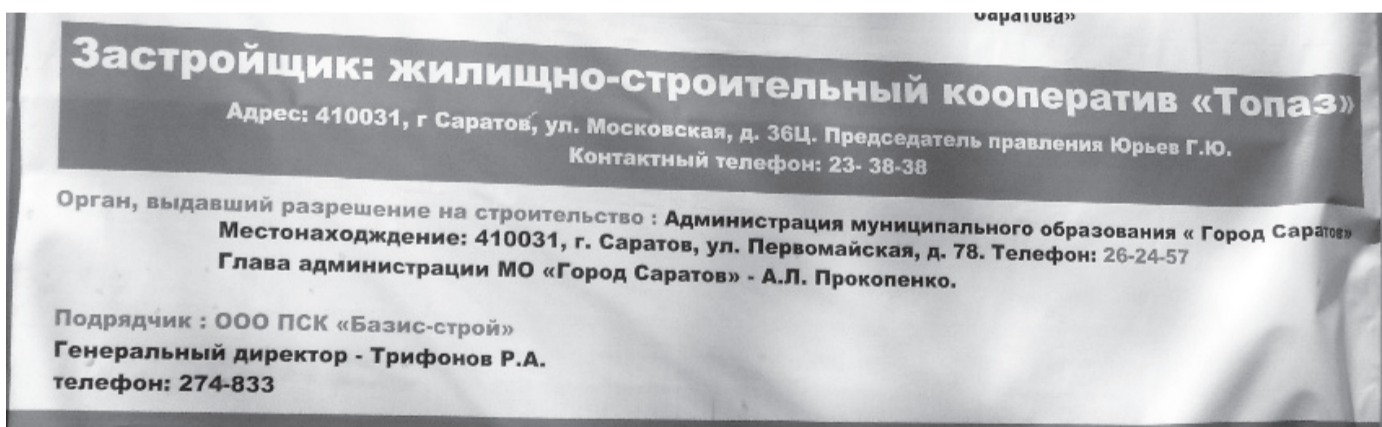 Саратова»
Застройщик: жилищно-строительный кооператив «Топаз»
Адрес: 410031, г Саратов, ул. Московская, д. 36Ц. Председатель правления Юрьев Г.Ю.
Контактный телефон: 23- 38-38
Орган, выдавший разрешение на строительство : Администрация муниципального образования « Город Саратов»
Местонаходждение: 410031, г. Саратов, ул. Первомайская, д. 78. Телефон: 26-24-57
Глава администрации МО «Город Саратов» - А.Л. Прокопенко.
Подрядчик : ООО ПСК «Базис-строй»
Генеральный директор - Трифонов Р.А.
телефон: 274-833